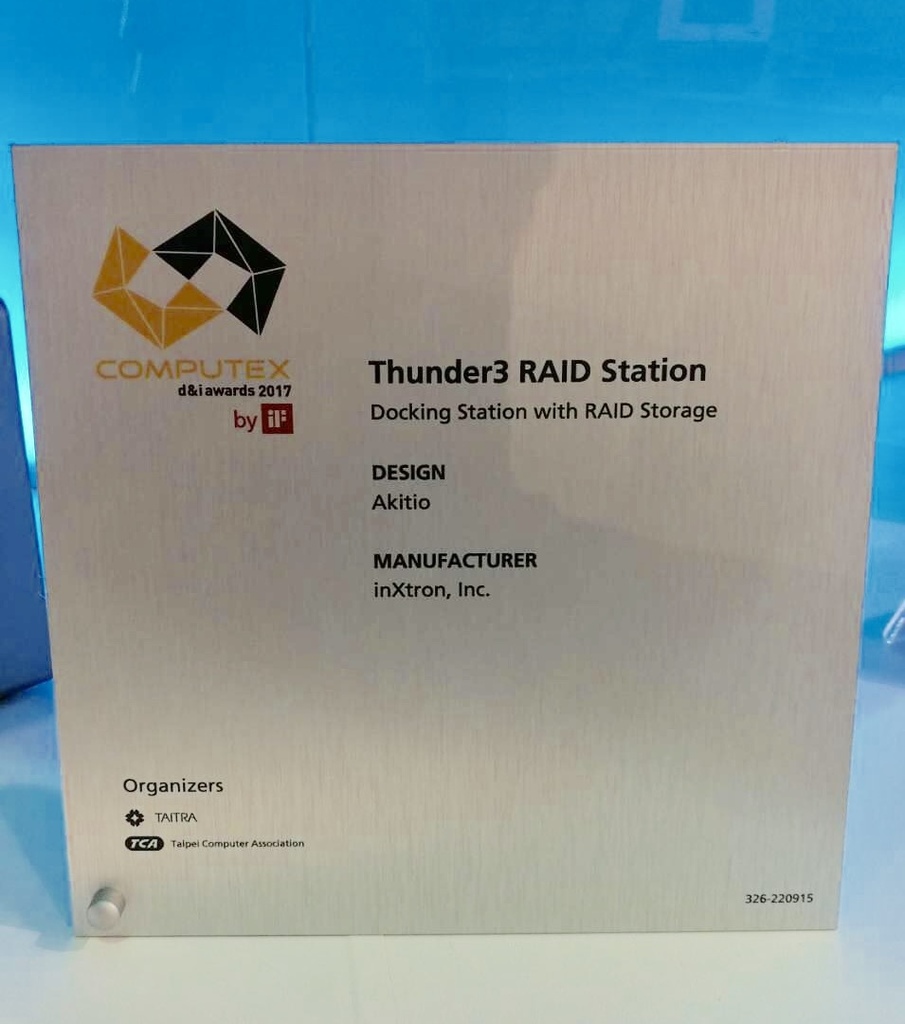 COMPUTEX
d&i awards 2017
by iF
Thunder3 RAID Station
Docking Station with RAID Storage
DESIGN
Akitio
MANUFACTURER
inXtron, Inc.
Organizers
TAITRA
TCA Taipei Computer Association
326-220915